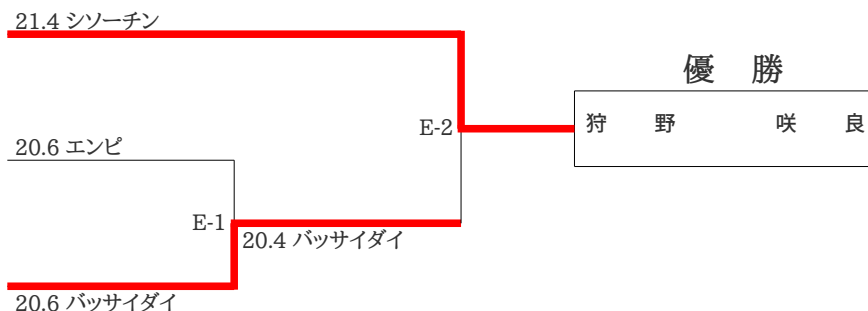 21.4 シソーチン
優 勝
狩 野 咲 良
E-2
20.6 エンピ
E-1
20.4 バッサイダイ
20.6 バッサイダイ